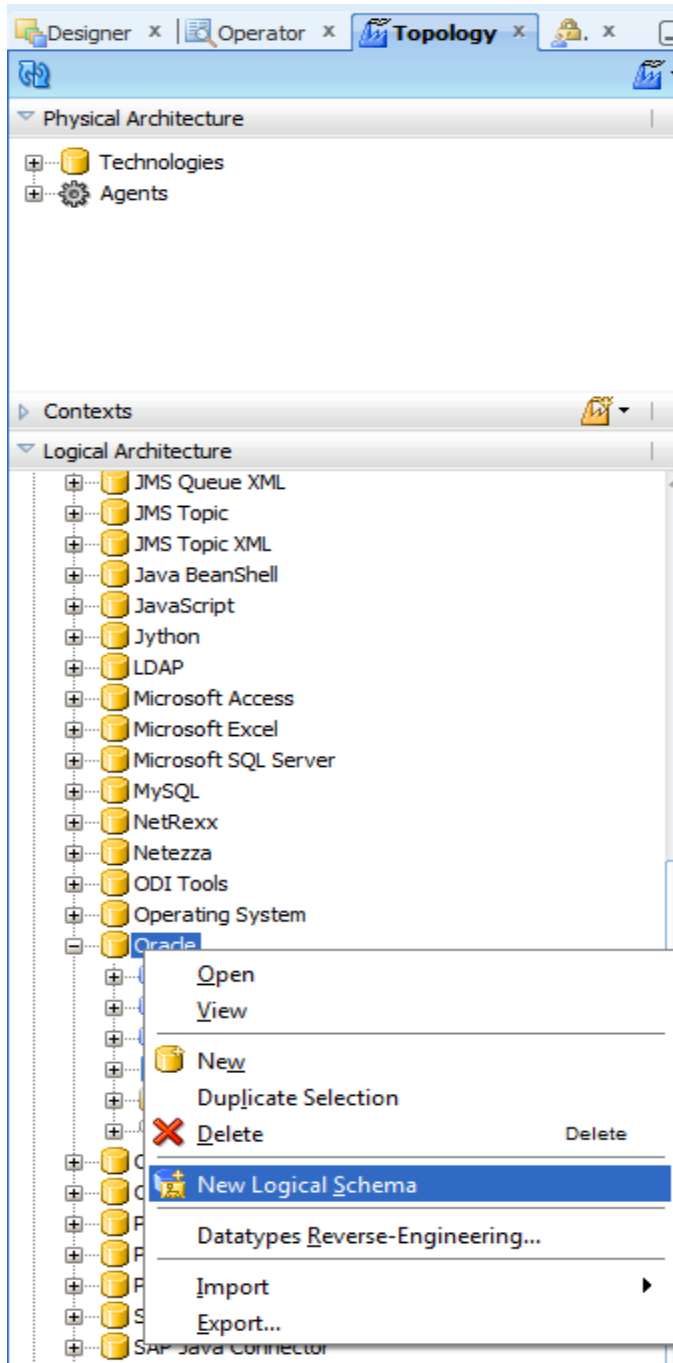 Designer x Operator x Topology x . x
Physical Architecture
Technologies
Agents
Contexts
Logical Architecture
JMS Queue XML
JMS Topic
JMS Topic XML
Java BeanShell
JavaScript
Jython
LDAP
Microsoft Access
Microsoft Excel
Microsoft SQL Server
MySQL
NetRexx
Netezza
ODI Tools
Operating System
Oracle
Open
View
New
Duplicate Selection
Delete Delete
New Logical Schema
Datatypes Reverse-Engineering...
Import
Export...
SAP Java Connector